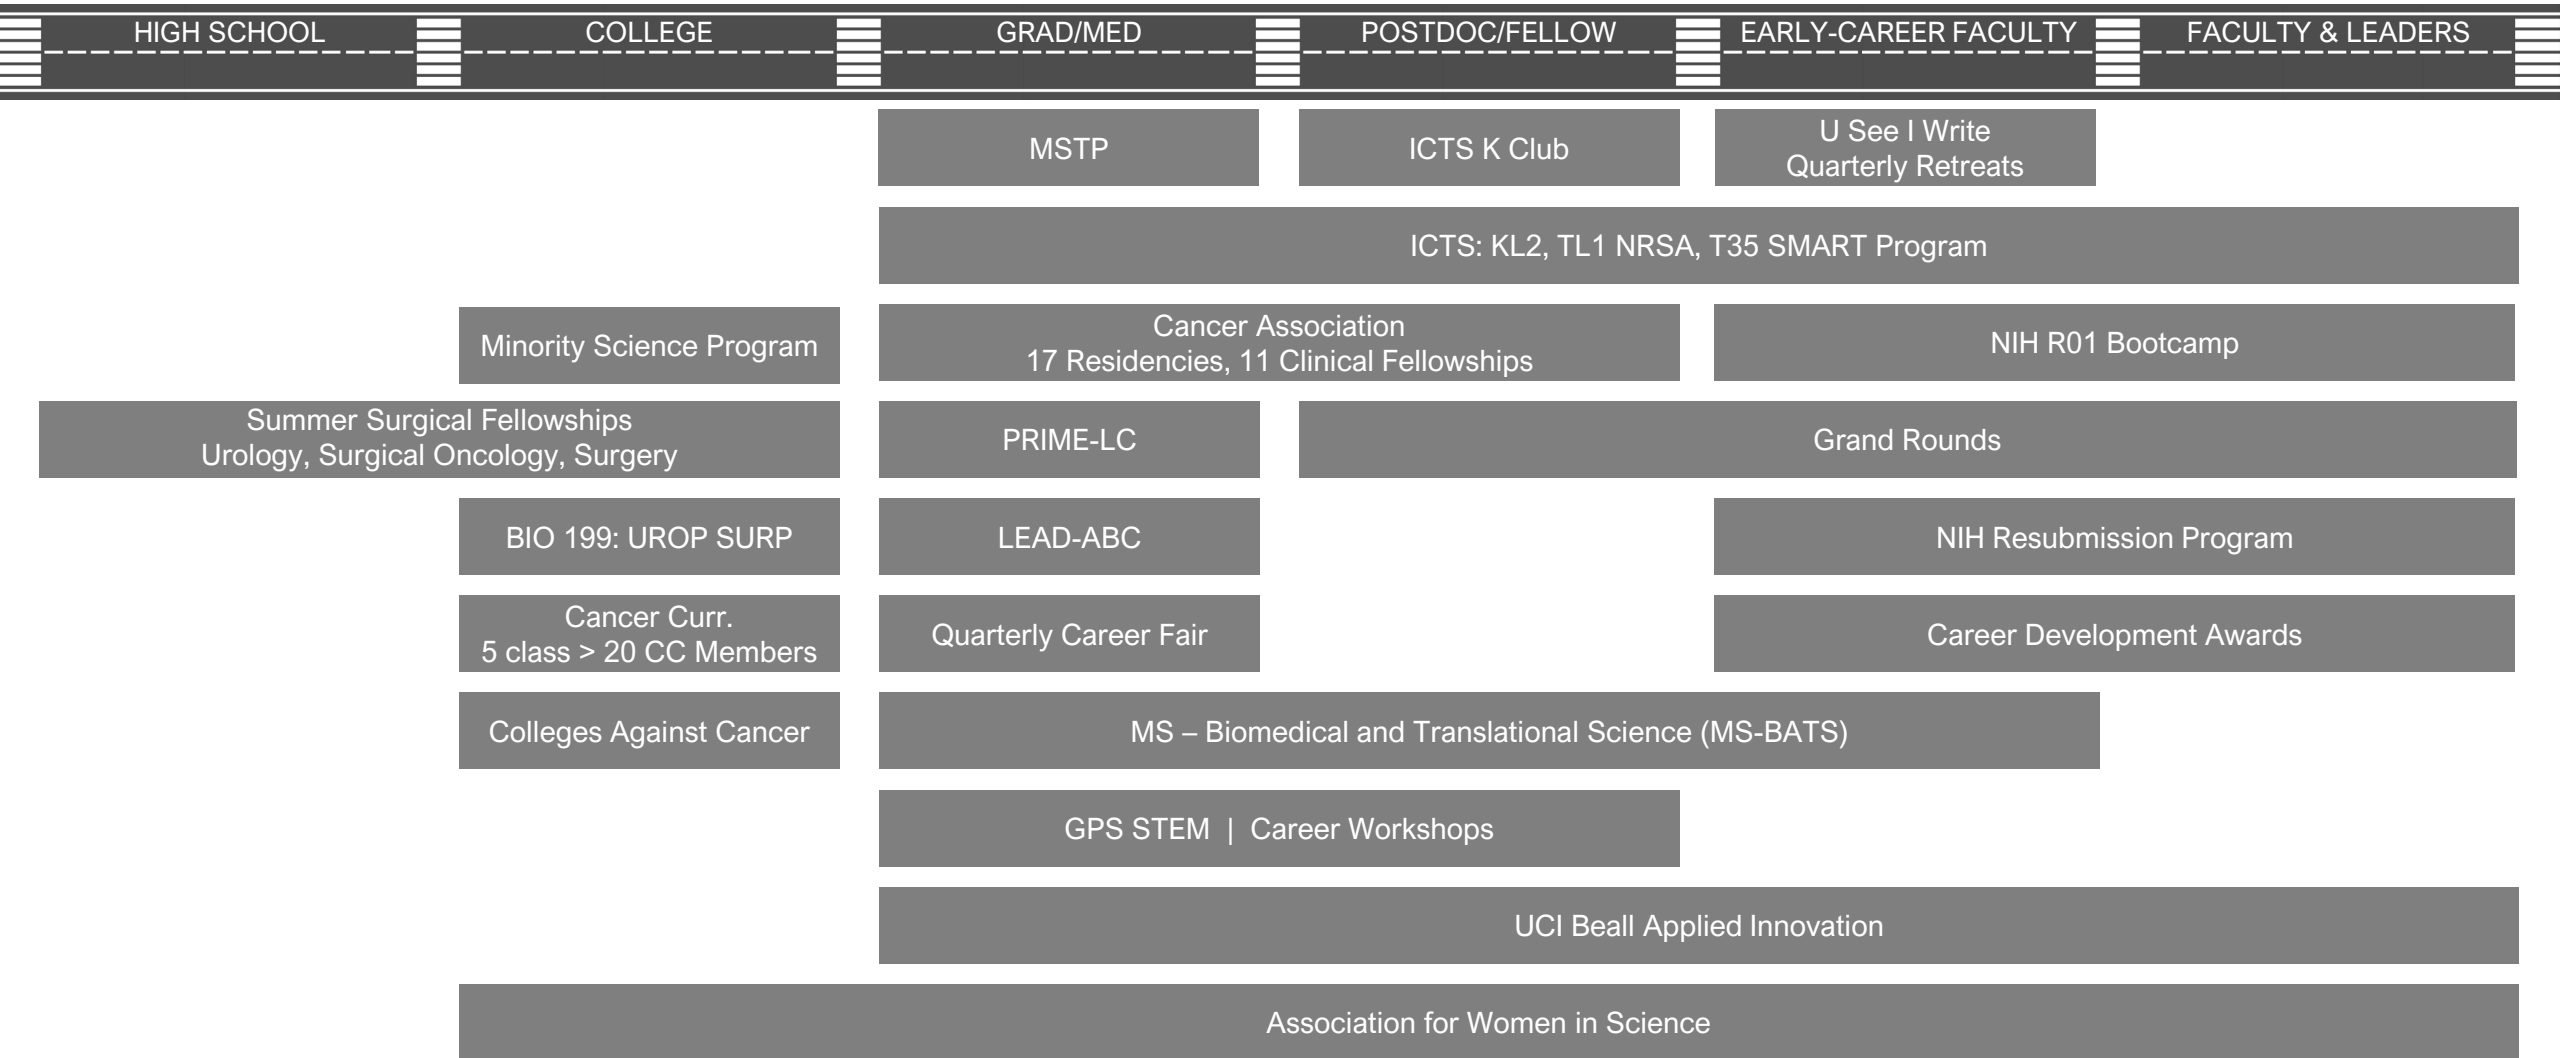 HIGH SCHOOL
COLLEGE
GRAD/MED
POSTDOC/FELLOW
EARLY-CAREER FACULTY
FACULTY & LEADERS
MSTP
ICTS K Club
U See I Write
Quarterly Retreats
ICTS: KL2, TL1 NRSA, T35 SMART Program
Minority Science Program
Cancer Association
17 Residencies, 11 Clinical Fellowships
NIH R01 Bootcamp
Summer Surgical Fellowships
Urology, Surgical Oncology, Surgery
PRIME-LC
Grand Rounds
BIO 199: UROP SURP
LEAD-ABC
NIH Resubmission Program
Cancer Curr.
5 class > 20 CC Members
Quarterly Career Fair
Career Development Awards
Colleges Against Cancer
MS – Biomedical and Translational Science (MS-BATS)
GPS STEM | Career Workshops
UCI Beall Applied Innovation
Association for Women in Science